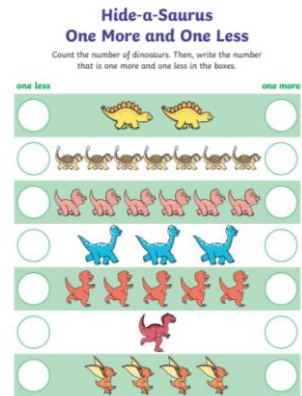 Hide-a-Saurus
One More and One Less
Count the number of dinosaurs. Then, write the number
that is one more and one less in the boxes.
one less
one more